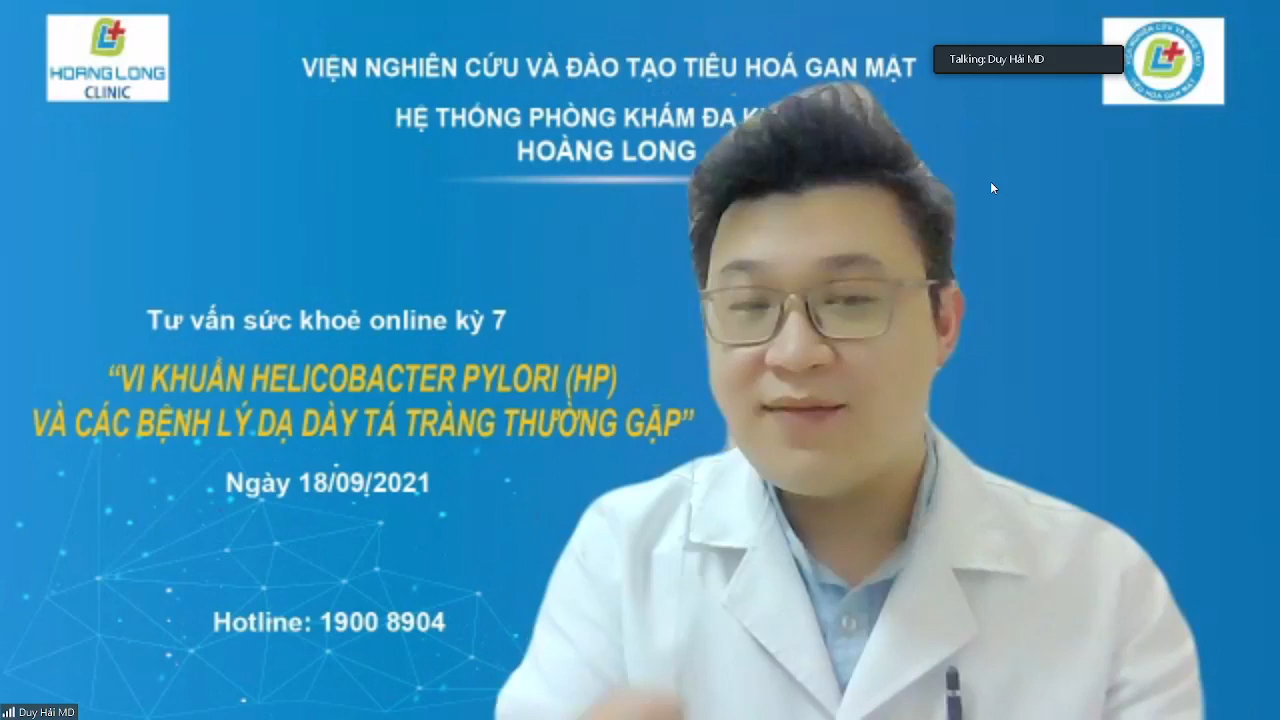 HOANG LONG
CLINIC
VIỆN NGHIÊN CỨU VÀ ĐÀO TẠO TIÊU HOÁ GAN MẬT
Talking: Duy Hải MD
HỆ THỐNG PHÒNG KHÁM ĐA
HOÀNG LONG
Tư vấn sức khoẻ online kỳ 7
“VI KHUẨN HELICOBACTER PYLORI (HP)
VÀ CÁC BỆNH LÝ DẠ DÀY TÁ TRÀNG THƯỜNG GẶP”
Ngày 18/09/2021
Hotline: 1900 8904
Duy Hải MD